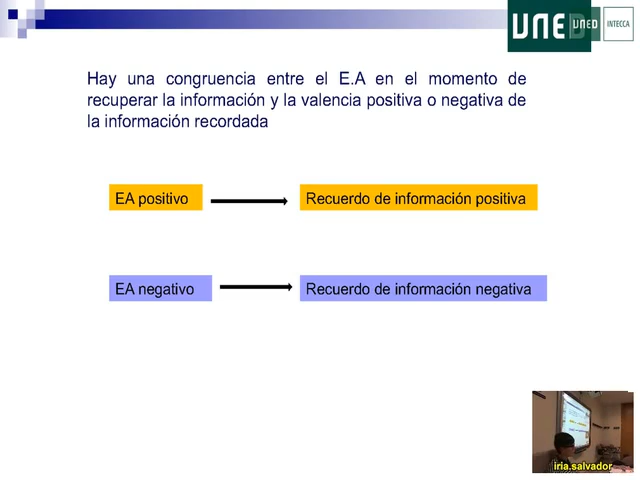 UNED
UNED
INTECCA
Hay una congruencia entre el E.A en el momento de
recuperar la información y la valencia positiva o negativa de
la información recordada
EA positivo
Recuerdo de información positiva
EA negativo
Recuerdo de información negativa
iria.salvador